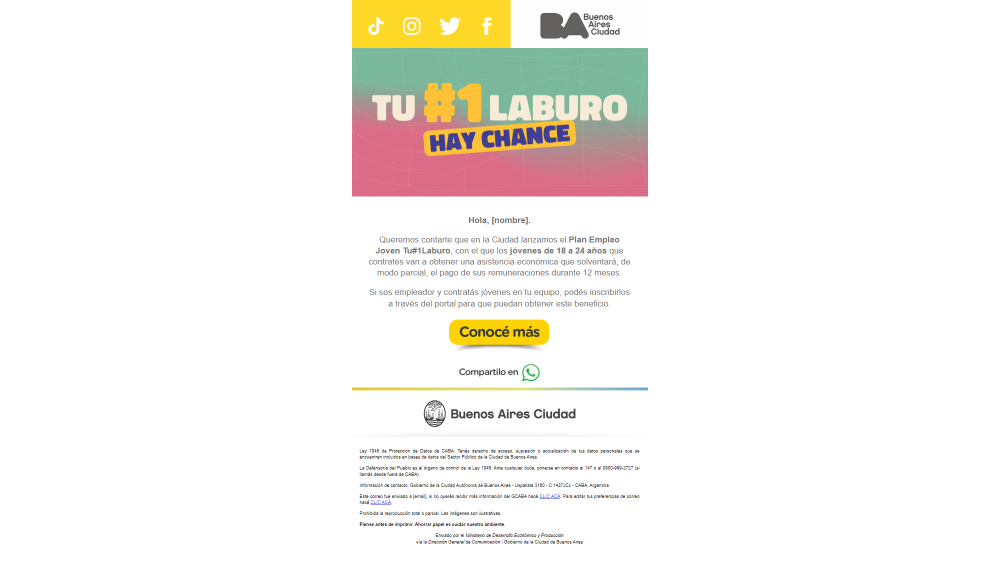 BA Buenos
Aires
Ciudad
TU #1 LABURO
HAY CHANCE
Hola, [nombre].
Queremos contarte que en la Ciudad lanzamos el Plan Empleo
Joven Tu#1Laburo, con el que los jóvenes de 18 a 24 años que
contrates van a obtener una asistencia económica que solventará, de
modo parcial, el pago de sus remuneraciones durante 12 meses.
Si sos empleador y contratás jóvenes en tu equipo, podés inscribirlos
a través del portal para que puedan obtener este beneficio.
Conocé más
Compartilo en
Buenos Aires Ciudad
Ley 1845 de Protección de Datos de CABA. Tenés derecho de acceso, supresión o actualización de tus datos personales que se
encuentren incluidos en bases de datos del Sector Público de la Ciudad de Buenos Aires.
La Defensoría del Pueblo es el órgano de control de la Ley 1845. Ante cualquier duda, ponerse en contacto al 147 o al 0800-999-2727 (si
llamás desde fuera de CABA).
Información de contacto: Gobierno de la Ciudad Autónoma de Buenos Aires - Uspallata 3160 - C 1437JCL - CABA, Argentina.
Este correo fue enviado a [email], si no querés recibir más información del GCABA hacé CLIC ACÁ. Para editar tus preferencias de correo
hacé CLIC ACÁ.
Prohibida la reproducción total o parcial. Las imágenes son ilustrativas
Piense antes de imprimir. Ahorrar papel es cuidar nuestro ambiente.
Enviado por el Ministerio de Desarrollo Económico y Producción
vía la Dirección General de Comunicación | Gobierno de la Ciudad de Buenos Aires